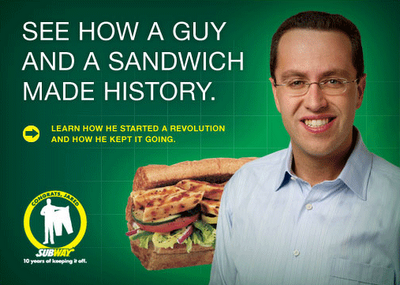 SEE HOW A GUY
AND A SANDWICH
MADE HISTORY.
LEARN HOW HE STARTED A REVOLUTION
AND HOW HE KEPT IT GOING.
CONGRATS, JARED
SUBWAY
10 years of keeping it off.